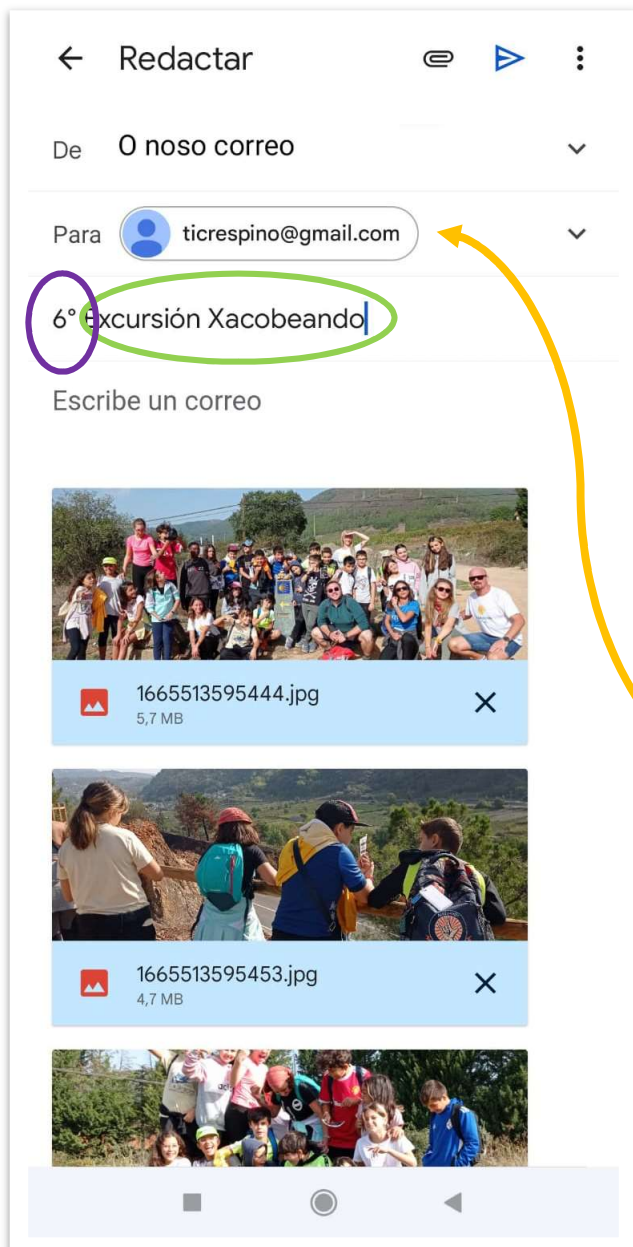 Redactar
De O noso correo
Para ticrespino@gmail.com
6° Excursión Xacobeando
Escribe un correo
1665513595444.jpg
5,7 MB
1665513595453.jpg
4,7 MB